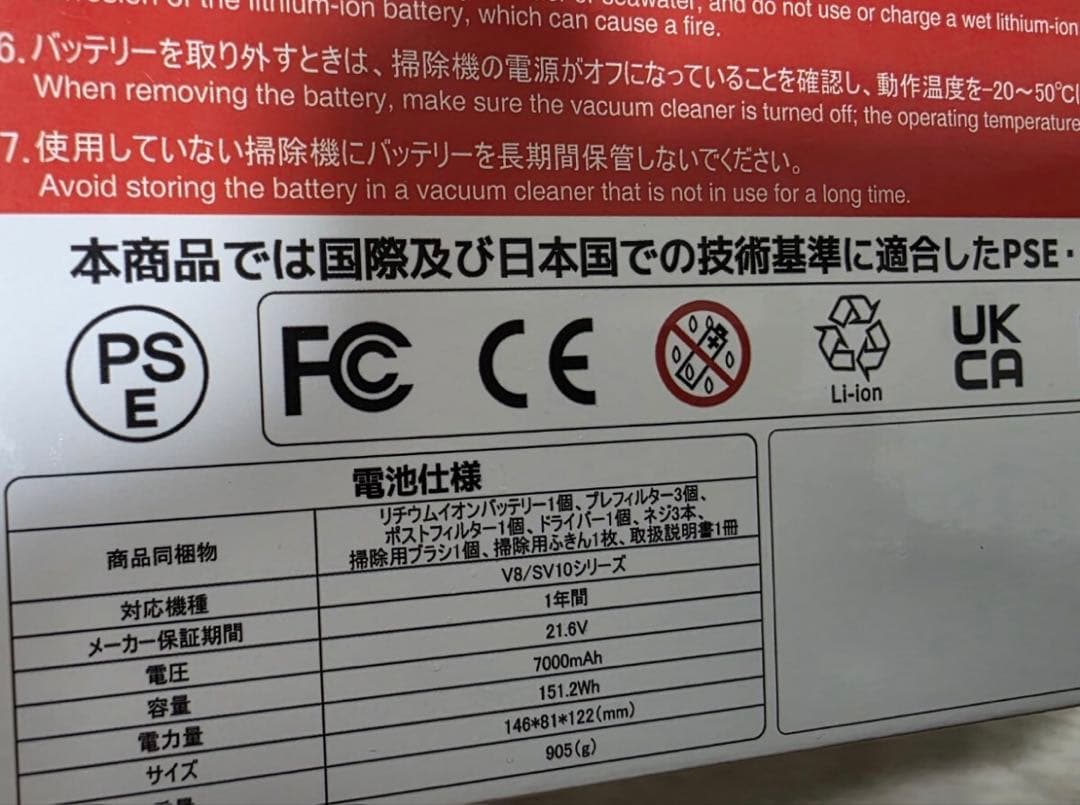 of the lithium-ion battery, which can cause a fire.
seawater, and do not use or charge a wet lithium-ion
6.バッテリーを取り外すときは、掃除機の電源がオフになっていることを確認し、動作温度を-20～50℃
When removing the battery, make sure the vacuum cleaner is turned off; the operating temperature
7.使用していない掃除機にバッテリーを長期間保管しないでください。
Avoid storing the battery in a vacuum cleaner that is not in use for a long time.
本商品では国際及び日本国での技術基準に適合したPSE・
PS
E
FC
CE
Li-ion
UK
CA
電池仕様
商品同梱物
リチウムイオンバッテリー1個、プレフィルター3個、
ポストフィルター1個、ドライバー1個、ネジ3本、
掃除用ブラシ1個、掃除用ふきん1枚、取扱説明書1冊
対応機種
V8/SV10シリーズ
メーカー保証期間
1年間
電圧
21.6V
容量
7000mAh
電力量
151.2Wh
サイズ
146*81*122(mm)
905(g)